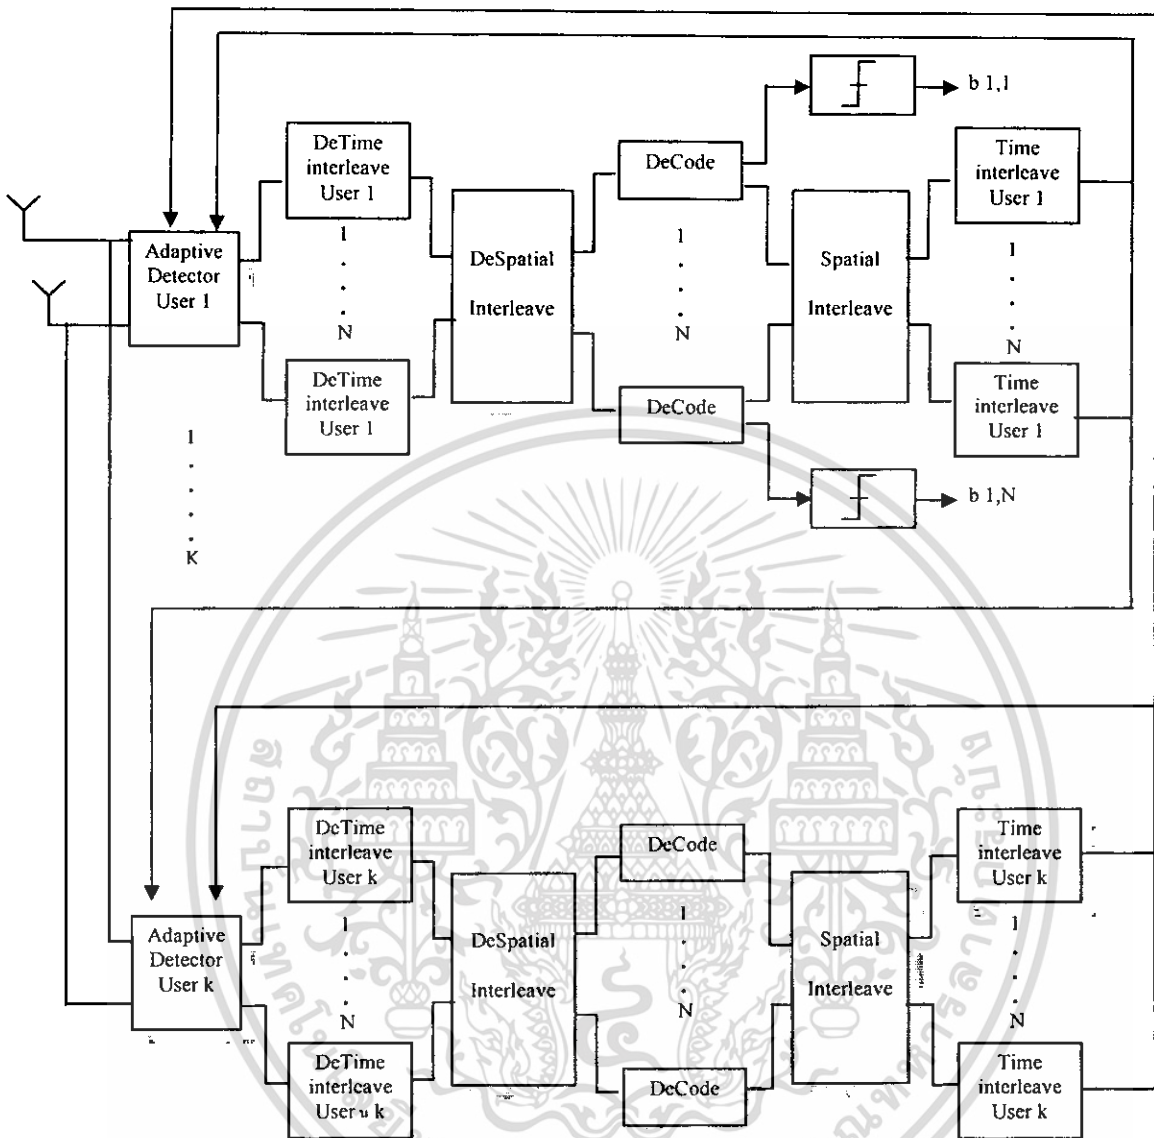 b 1,1
DeTime
interleave
User 1
DeCode
Time
interleave
User 1
Adaptive
Detector
User 1
1
.
.
.
N
DeSpatial
Interleave
1
.
.
.
N
Spatial
Interleave
1
.
.
.
N
DeTime
interleave
User 1
DeCode
Time
interleave
User 1
b 1,N
1
.
.
.
.
K
DeTime
interleave
User k
DeCode
Time
interleave
User k
Adaptive
Detector
User k
1
.
.
.
N
DeSpatial
Interleave
1
.
.
.
N
Spatial
Interleave
1
.
.
.
N
DeTime
interleave
User k
DeCode
Time
interleave
User k